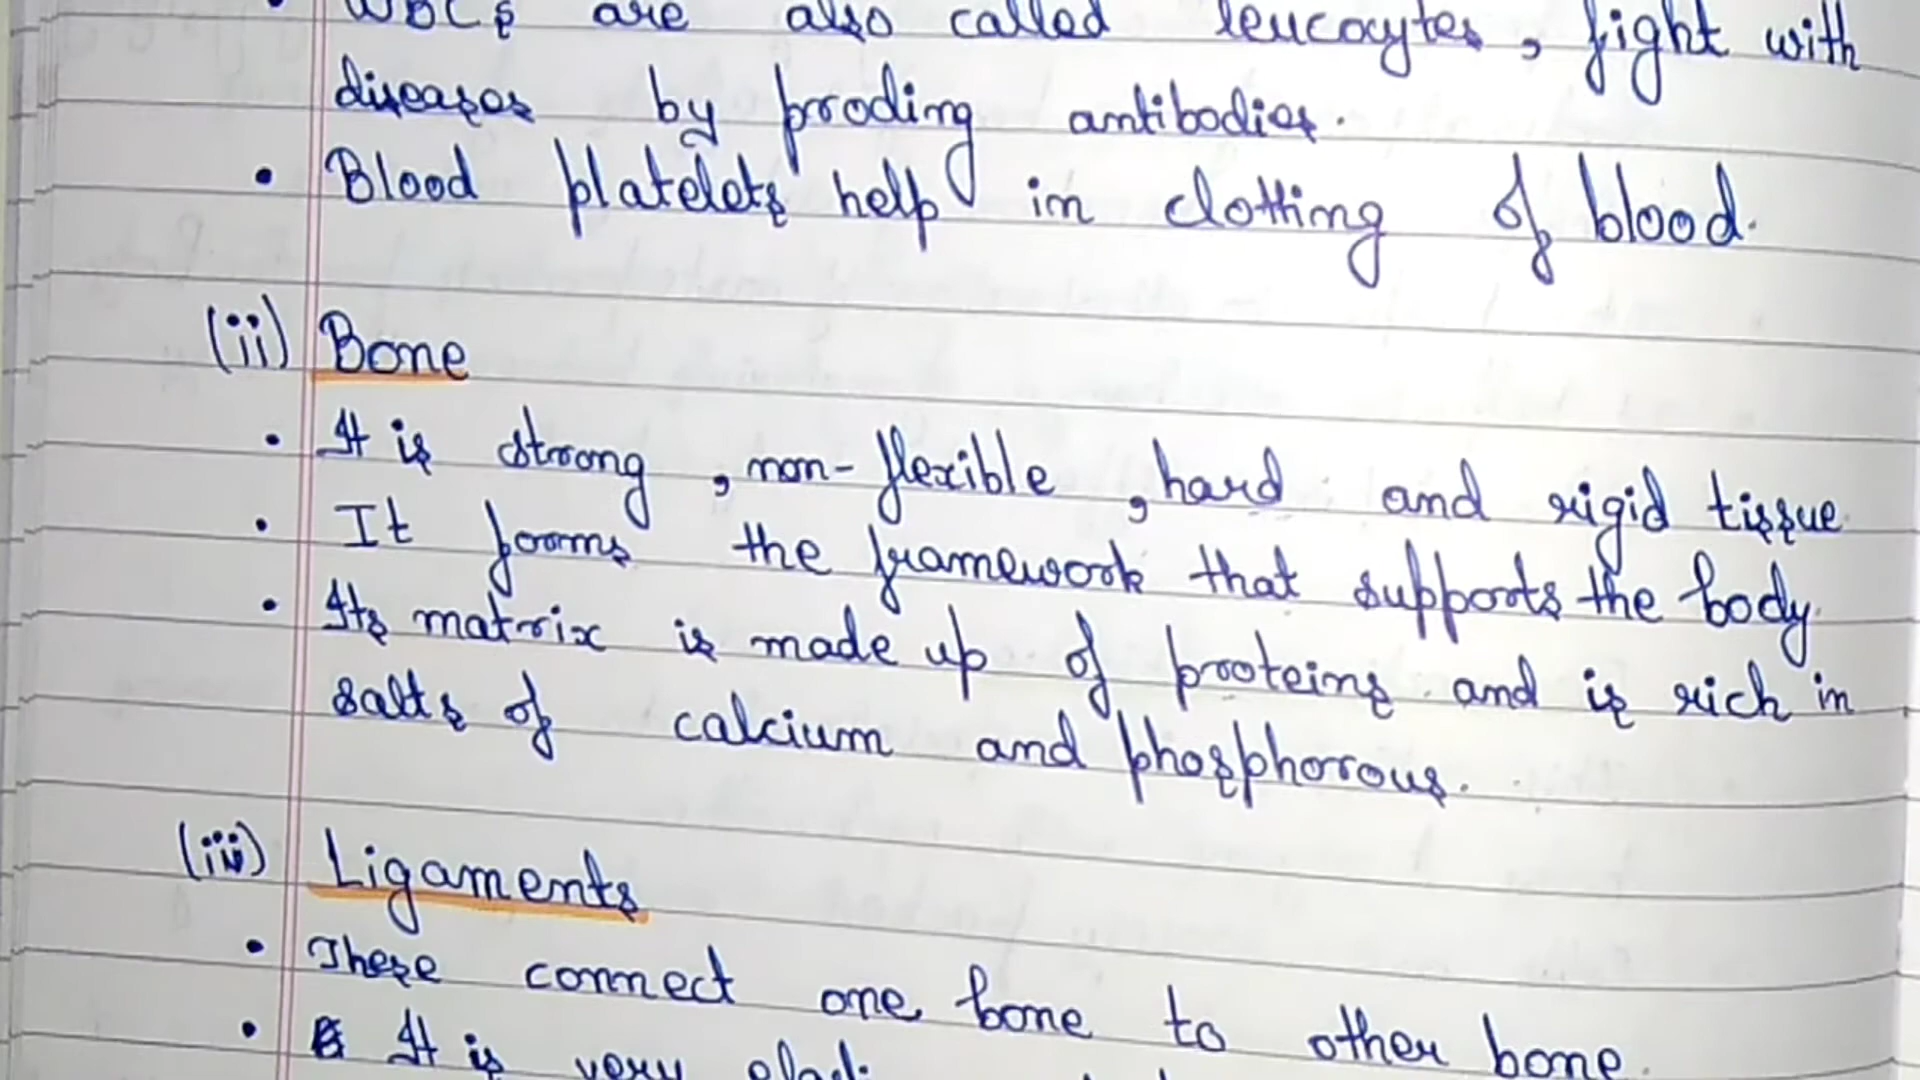 • WBCs are also called leucocytes, fight with
diseases by proding antibodies.
• Blood platelets help in clotting of blood.
(ii) Bone
• It is strong, non-flexible, hard and rigid tissue
• It forms the framework that supports the body.
• Its matrix is made up of proteins and is rich in
salts of calcium and phosphorous.
(iii) Ligaments
• These connect one bone to other bone.
• It is very